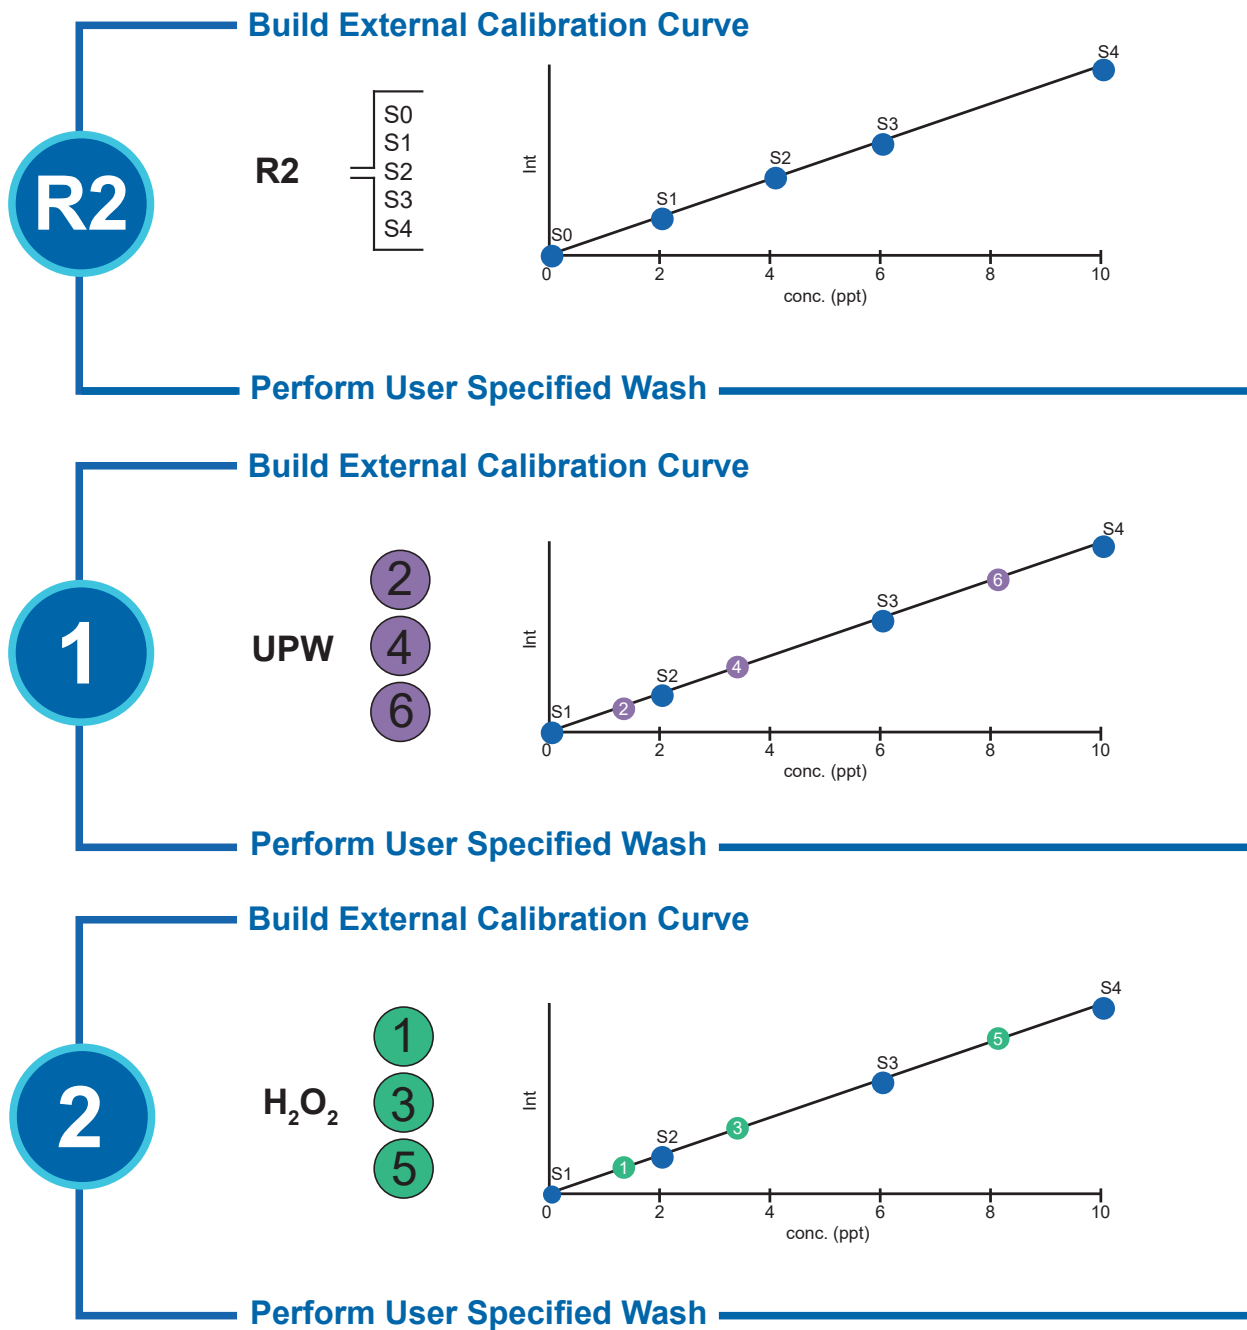 Build External Calibration Curve
R2
R2
S0
S1
S2
S3
S4
Int
S0
S1
S2
S3
S4
0 2 4 6 8 10
conc. (ppt)
Perform User Specified Wash
Build External Calibration Curve
1
UPW
2
4
6
Int
S1
2
S2
4
S3
6
S4
0 2 4 6 8 10
conc. (ppt)
Perform User Specified Wash
Build External Calibration Curve
2
H₂O₂
1
3
5
Int
S1
1
S2
3
S3
5
S4
0 2 4 6 8 10
conc. (ppt)
Perform User Specified Wash